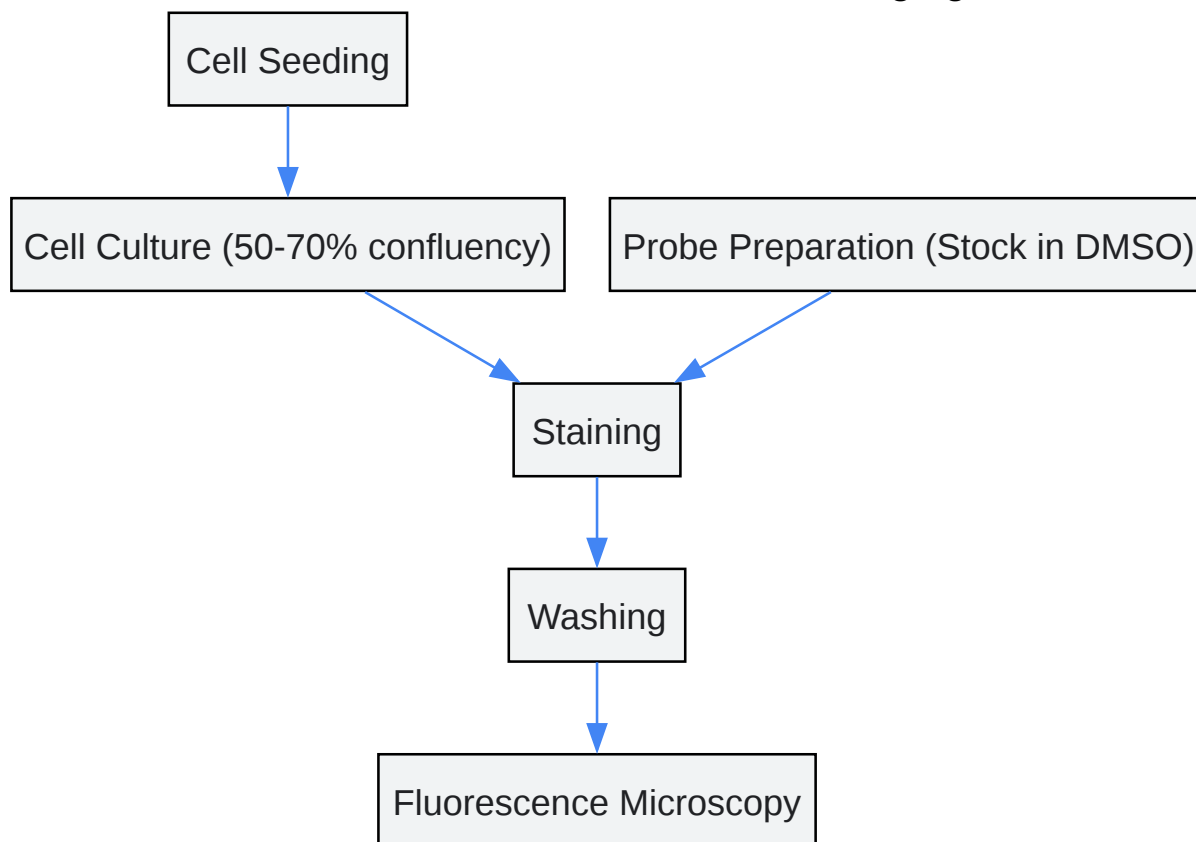 Cell Seeding
Cell Culture (50-70% confluency)
Probe Preparation (Stock in DMSO)
Staining
Washing
Fluorescence Microscopy